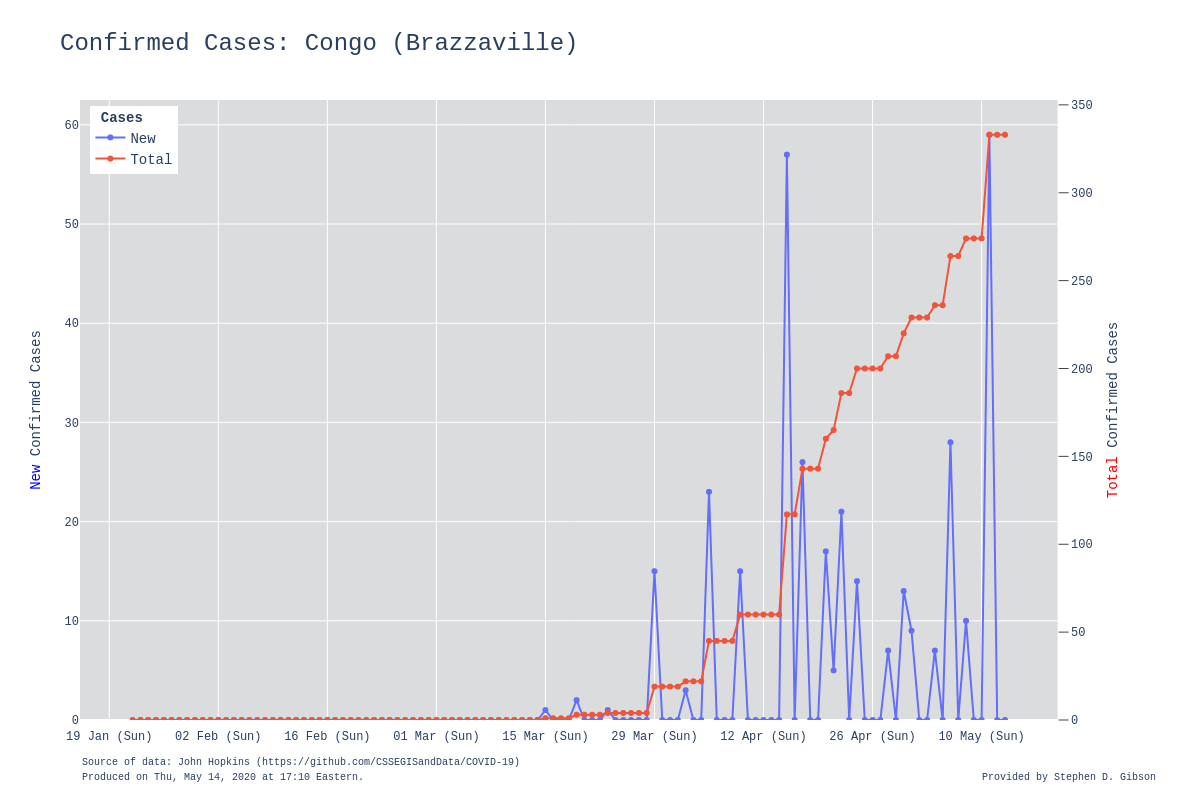 Confirmed Cases: Congo (Brazzaville)
Cases
New
Total
60
50
40
30
20
10
0
350
300
250
200
150
100
50
0
New Confirmed Cases
Total Confirmed Cases
19 Jan (Sun) 02 Feb (Sun) 16 Feb (Sun) 01 Mar (Sun) 15 Mar (Sun) 29 Mar (Sun) 12 Apr (Sun) 26 Apr (Sun) 10 May (Sun)
Source of data: John Hopkins (https://github.com/CSSEGISandData/COVID-19)
Produced on Thu, May 14, 2020 at 17:10 Eastern.
Provided by Stephen D. Gibson